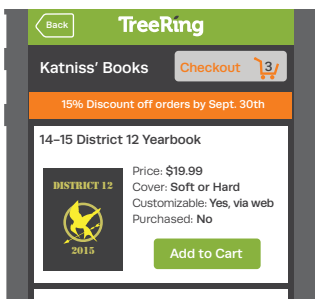 Back
TreeRing
Katniss' Books
Checkout 3
15% Discount off orders by Sept. 30th
14-15 District 12 Yearbook
DISTRICT 12
2015
Price: $19.99
Cover: Soft or Hard
Customizable: Yes, via web
Purchased: No
Add to Cart